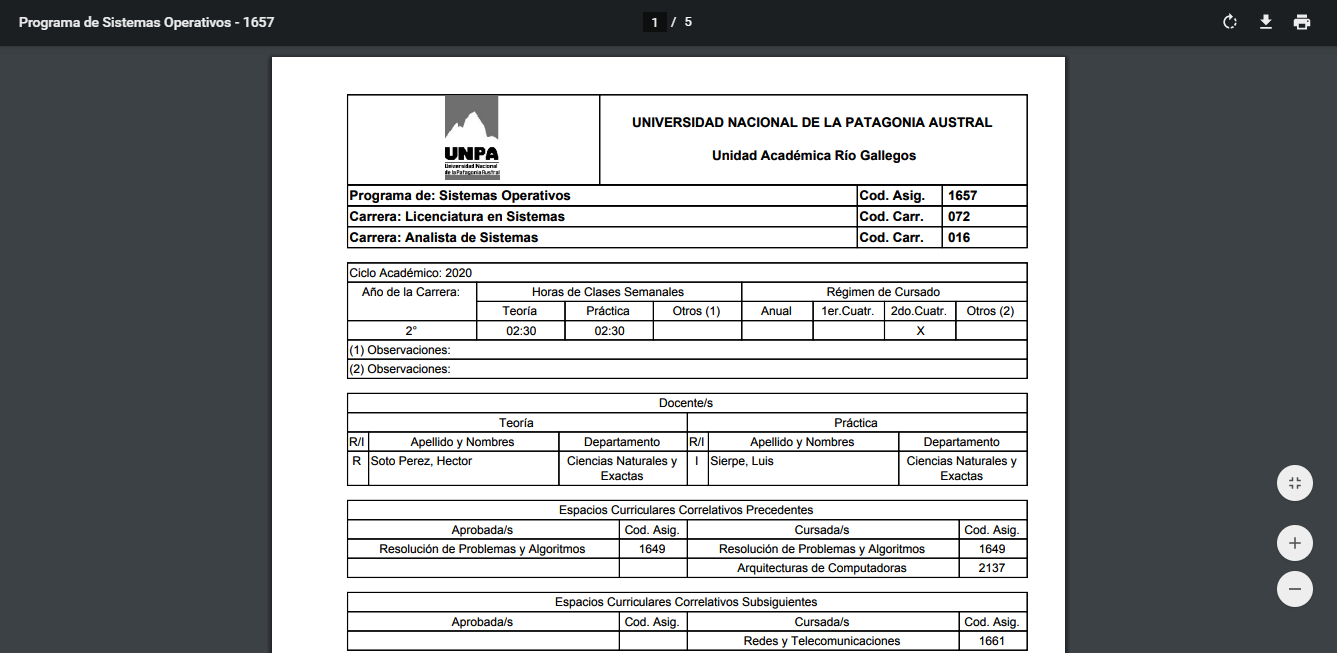 Programa de Sistemas Operativos - 1657
1 / 5
UNPA
Universidad Nacional
de la Patagonia Austral
UNIVERSIDAD NACIONAL DE LA PATAGONIA AUSTRAL
Unidad Académica Río Gallegos
Programa de: Sistemas Operativos Cod. Asig. 1657
Carrera: Licenciatura en Sistemas Cod. Carr. 072
Carrera: Analista de Sistemas Cod. Carr. 016
Ciclo Académico: 2020
Año de la Carrera: Horas de Clases Semanales Régimen de Cursado
Teoría Práctica Otros (1) Anual 1er.Cuatr. 2do.Cuatr. Otros (2)
2° 02:30 02:30 X
(1) Observaciones:
(2) Observaciones:
Docente/s
Teoría Práctica
R/I Apellido y Nombres Departamento R/I Apellido y Nombres Departamento
R Soto Perez, Hector Ciencias Naturales y I Sierpe, Luis Ciencias Naturales y
Exactas Exactas
Espacios Curriculares Correlativos Precedentes
Aprobada/s Cod. Asig. Cursada/s Cod. Asig.
Resolución de Problemas y Algoritmos 1649 Resolución de Problemas y Algoritmos 1649
Arquitecturas de Computadoras 2137
Espacios Curriculares Correlativos Subsiguientes
Aprobada/s Cod. Asig. Cursada/s Cod. Asig.
Redes y Telecomunicaciones 1661